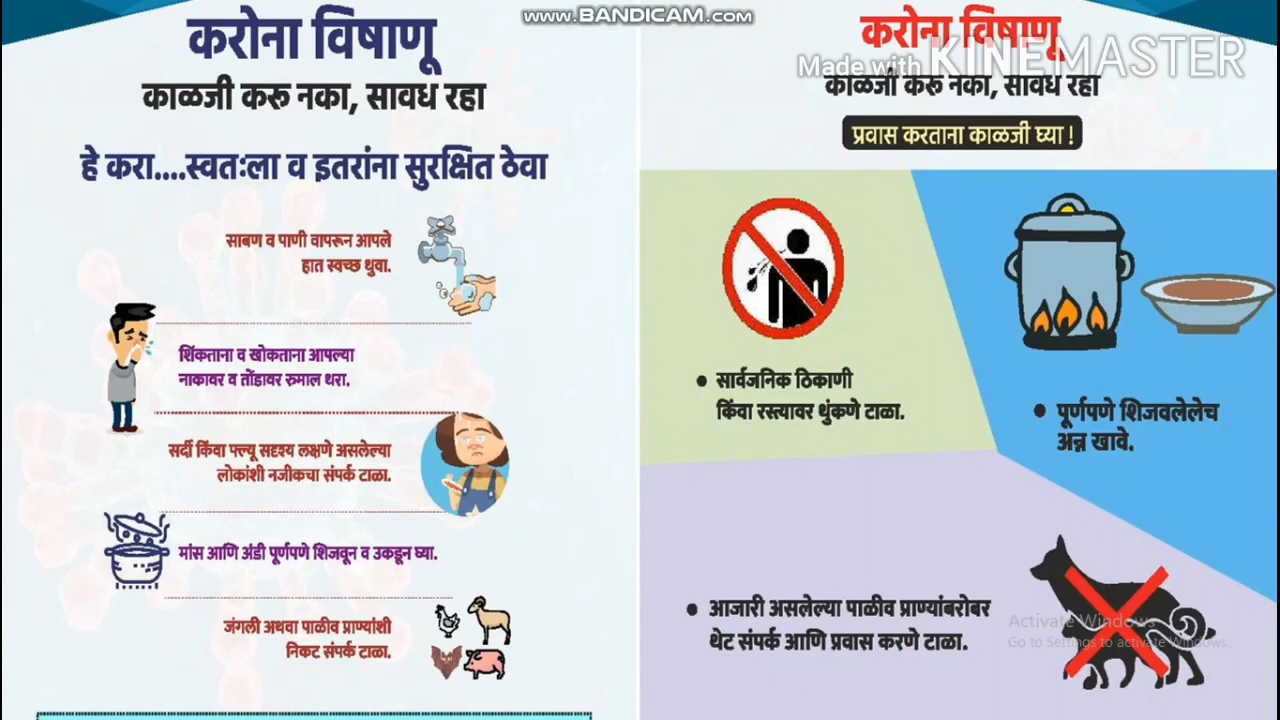 www.BANDICAM.com
करोना विषाणू
काळजी करू नका, सावध रहा
हे करा....स्वतःला व इतरांना सुरक्षित ठेवा
साबण व पाणी वापरून आपले
हात स्वच्छ धुवा.
शिंकताना व खोकताना आपल्या
नाकावर व तोंडावर रुमाल धरा.
सर्दी किंवा फ्ल्यू सदृश्य लक्षणे असलेल्या
लोकांशी नजीकचा संपर्क टाळा.
मांस आणि अंडी पूर्णपणे शिजवून व उकडून घ्या.
जंगली अथवा पाळीव प्राण्यांशी
निकट संपर्क टाळा.
करोना विषाणू
Made with KINEMASTER
काळजी करू नका, सावध रहा
प्रवास करताना काळजी घ्या !
• सार्वजनिक ठिकाणी
किंवा रस्त्यावर थुंकणे टाळा.
• पूर्णपणे शिजवलेलेच
अन्न खावे.
• आजारी असलेल्या पाळीव प्राण्यांबरोबर
थेट संपर्क आणि प्रवास करणे टाळा.
Activate Windows
Go to Settings to activate Windows.